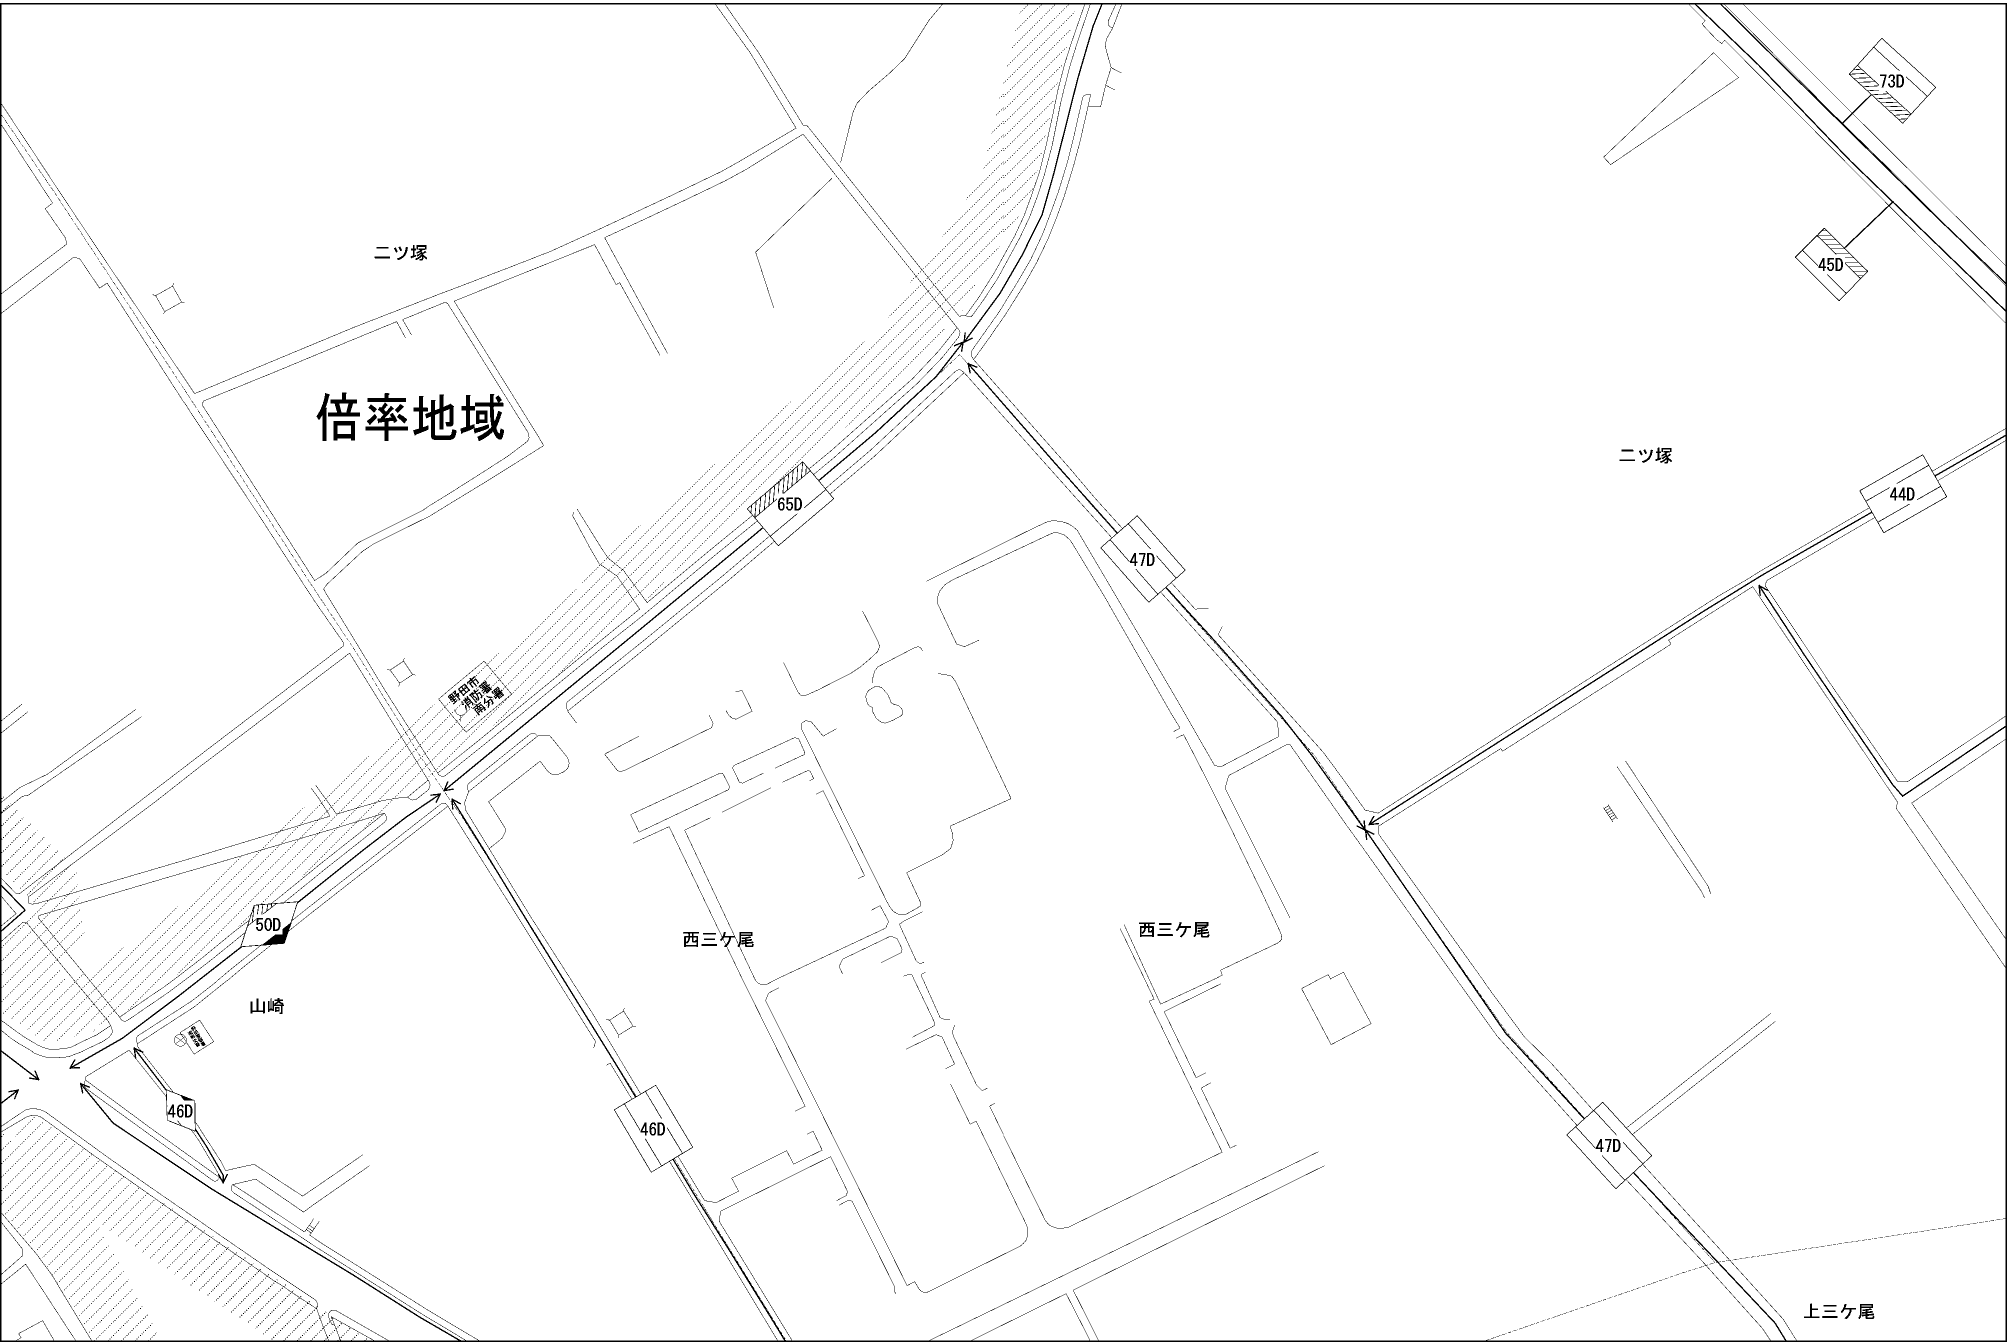 73D
二ツ塚
45D
倍率地域
二ツ塚
65D
44D
47D
野田市
消防署
南分署
50D
西三ケ尾
西三ケ尾
山崎
46D
46D
47D
上三ケ尾